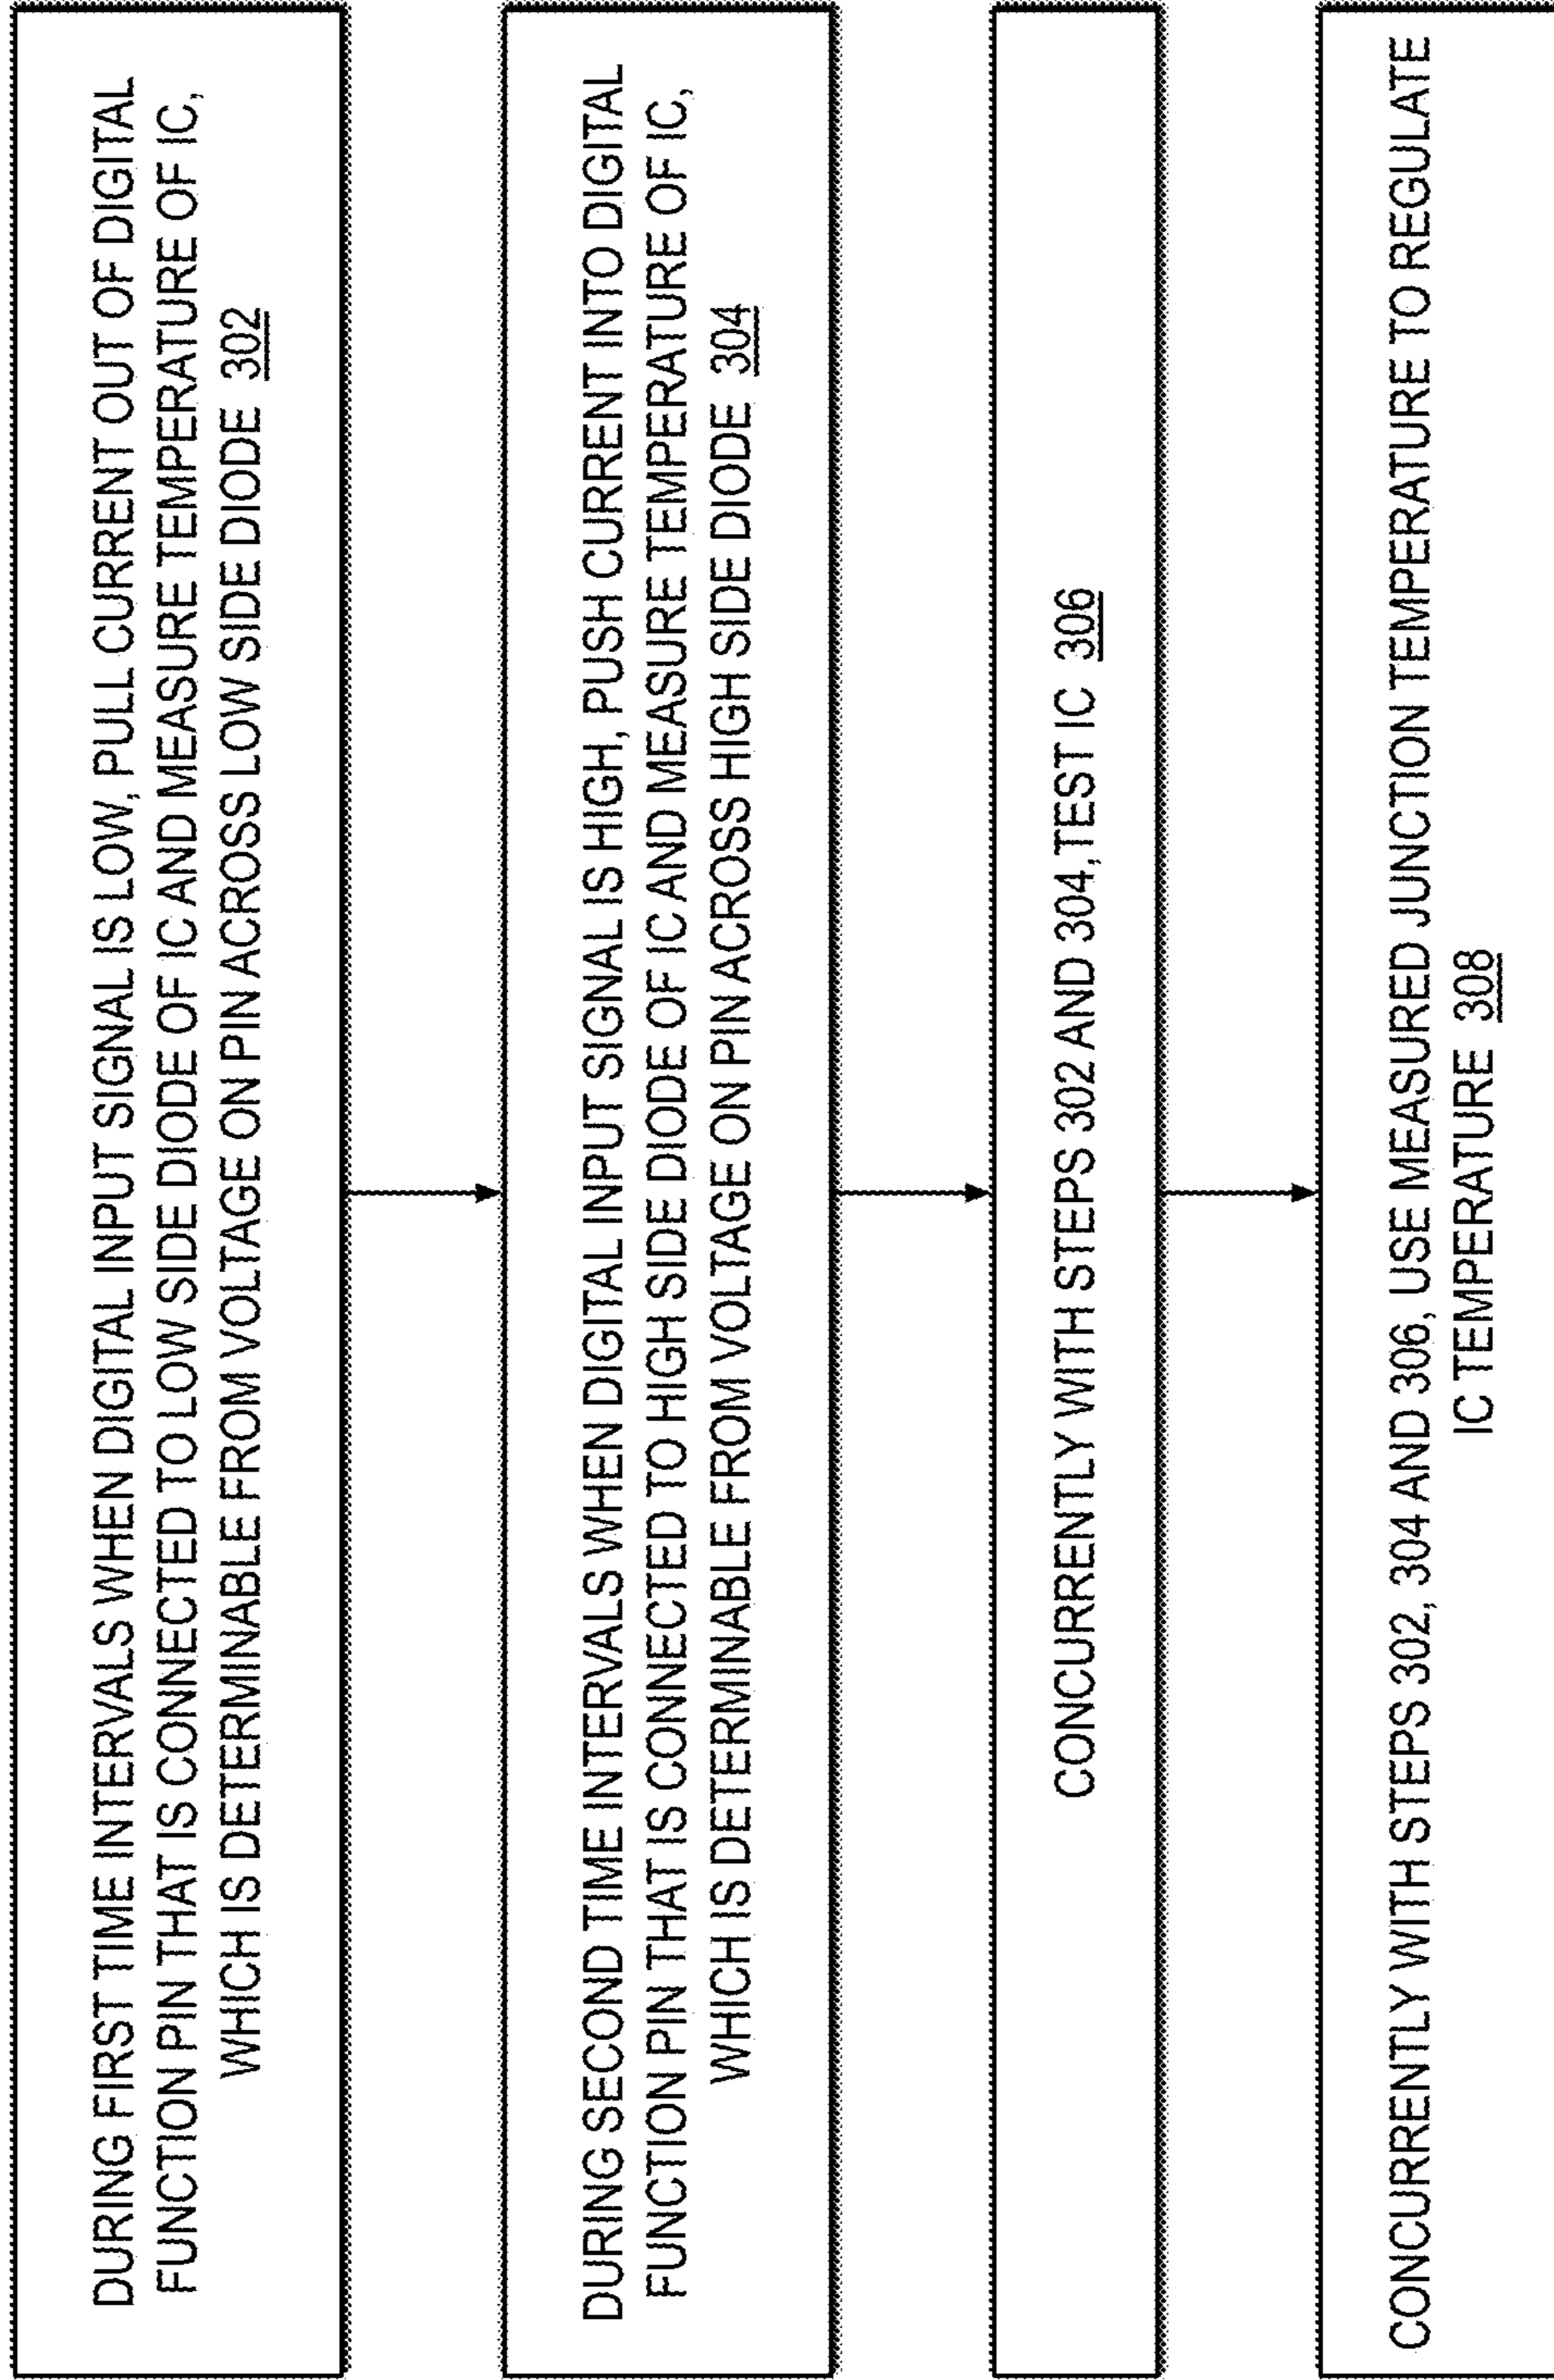 DURING FIRST TIME INTERVALS WHEN DIGITAL INPUT SIGNAL IS LOW, PULL CURRENT OUT OF DIGITAL
FUNCTION PIN THAT IS CONNECTED TO LOW SIDE DIODE OF IC AND MEASURE TEMPERATURE OF IC,
WHICH IS DETERMINABLE FROM VOLTAGE ON PIN ACROSS LOW SIDE DIODE 302
DURING SECOND TIME INTERVALS WHEN DIGITAL INPUT SIGNAL IS HIGH, PUSH CURRENT INTO DIGITAL
FUNCTION PIN THAT IS CONNECTED TO HIGH SIDE DIODE OF IC AND MEASURE TEMPERATURE OF IC,
WHICH IS DETERMINABLE FROM VOLTAGE ON PIN ACROSS HIGH SIDE DIODE 304
CONCURRENTLY WITH STEPS 302 AND 304, TEST IC 306
CONCURRENTLY WITH STEPS 302, 304 AND 306, USE MEASURED JUNCTION TEMPERATURE TO REGULATE
IC TEMPERATURE 308